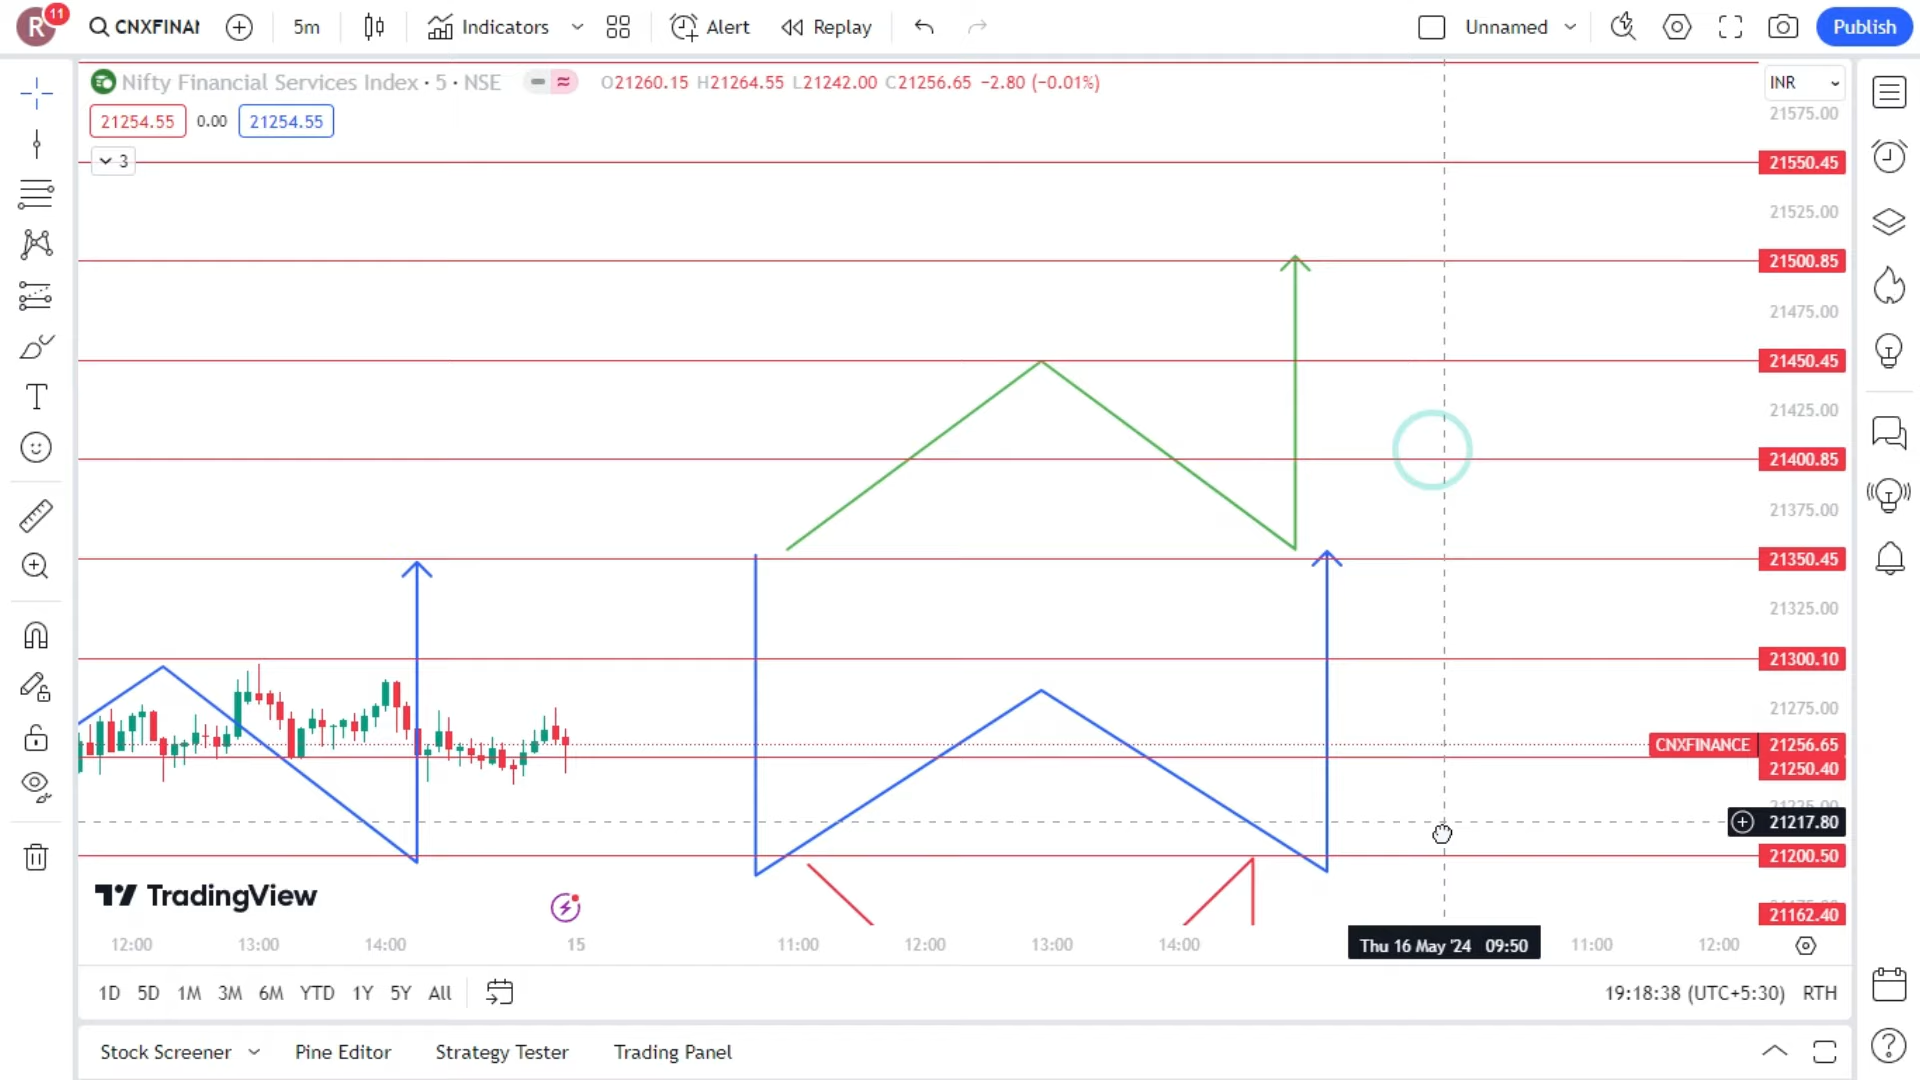 R 11 CNXFINAI 5m Indicators Alert Replay Unnamed Publish
Nifty Financial Services Index · 5 · NSE O21260.15 H21264.55 L21242.00 C21256.65 −2.80 (−0.01%) INR
21575.00
21254.55 0.00 21254.55
3
21550.45
21525.00
21500.85
21475.00
21450.45
21425.00
21400.85
21375.00
21350.45
21325.00
21300.10
21275.00
CNXFINANCE 21256.65
21250.40
21225.00
21217.80
21200.50
TradingView
21162.40
12:00 13:00 14:00 15 11:00 12:00 13:00 14:00 Thu 16 May '24 09:50 11:00 12:00
1D 5D 1M 3M 6M YTD 1Y 5Y All 19:18:38 (UTC+5:30) RTH
Stock Screener Pine Editor Strategy Tester Trading Panel